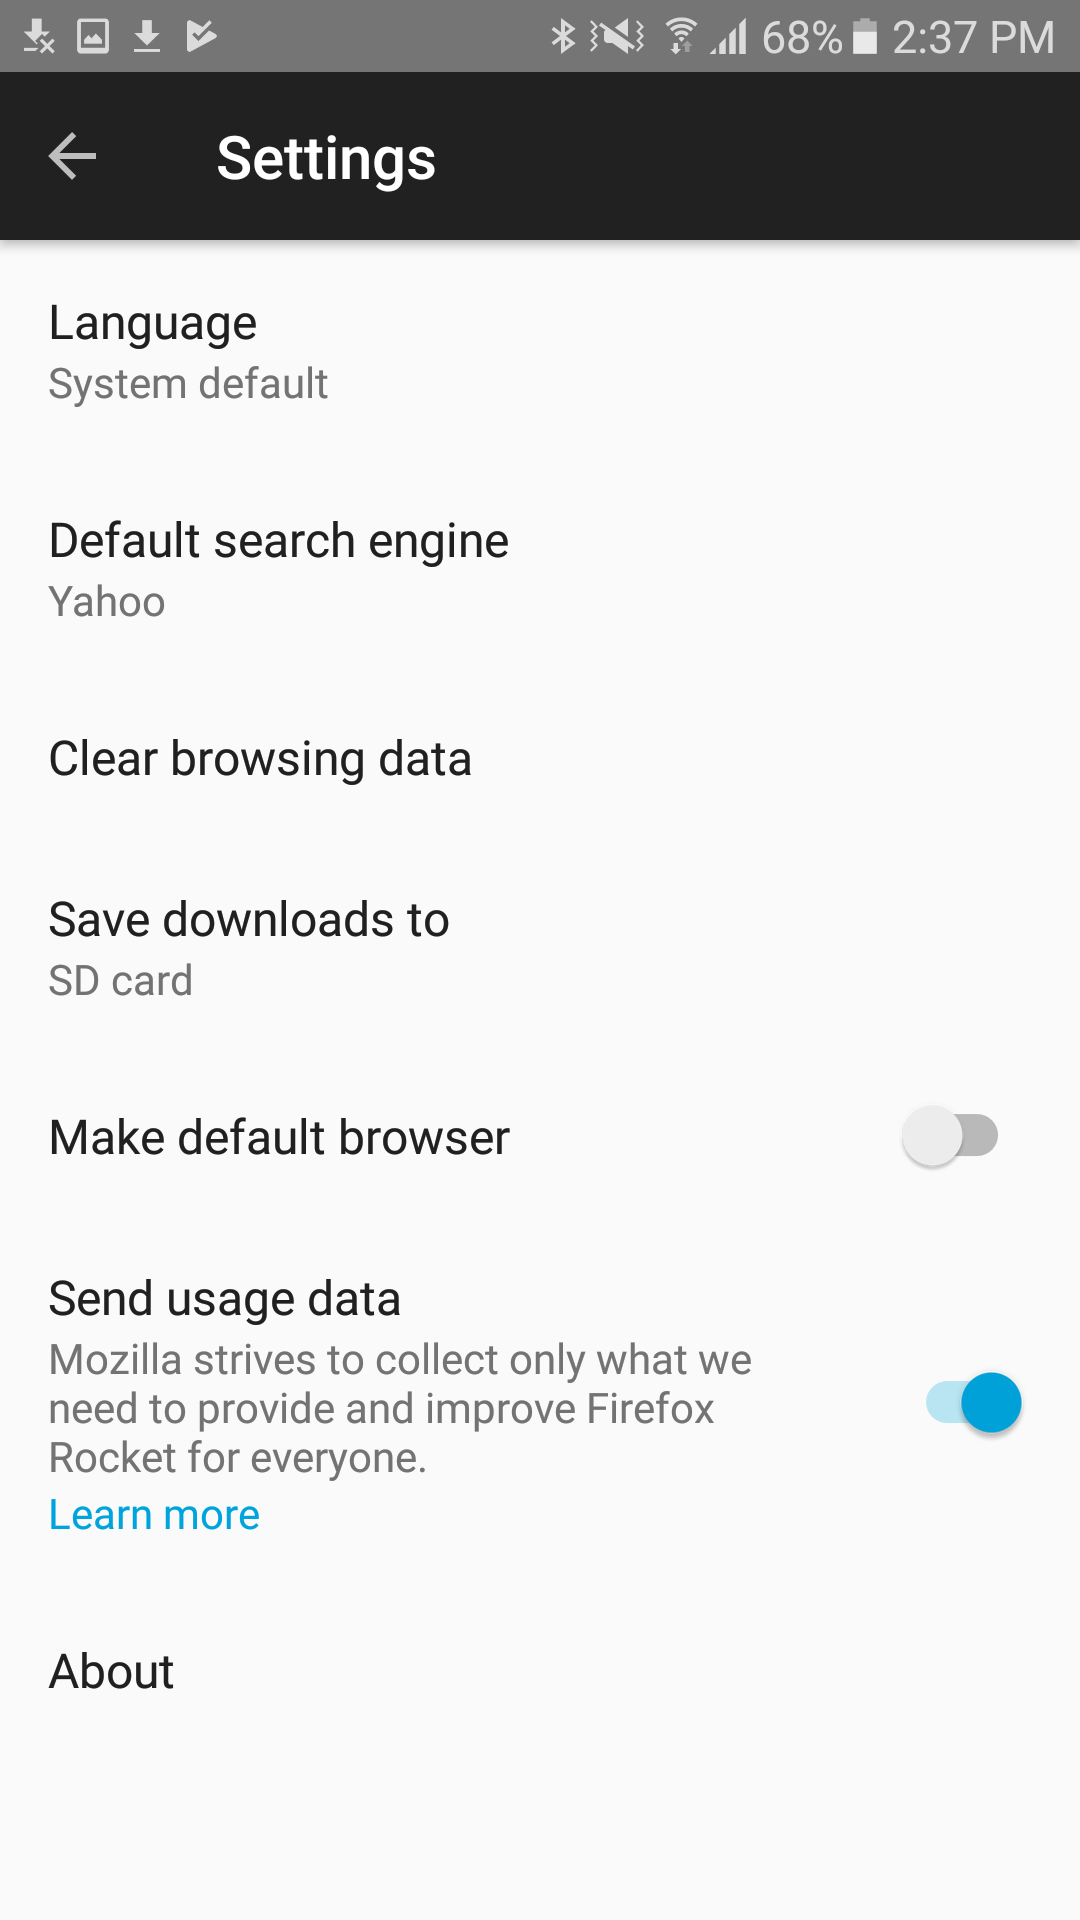 68% 2:37 PM
Settings
Language
System default
Default search engine
Yahoo
Clear browsing data
Save downloads to
SD card
Make default browser
Send usage data
Mozilla strives to collect only what we
need to provide and improve Firefox
Rocket for everyone.
Learn more
About